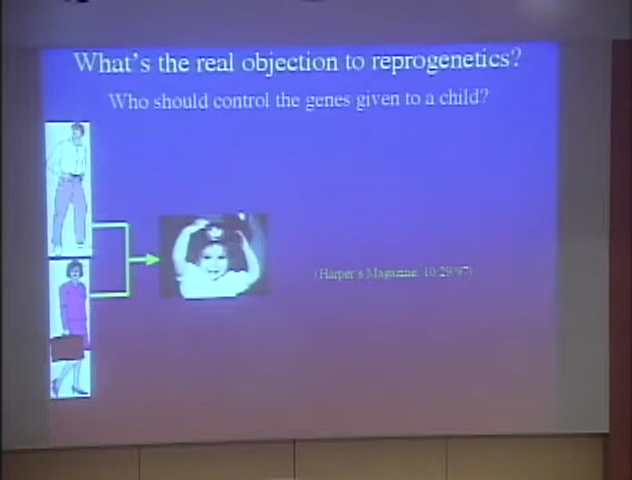 What's the real objection to reprogenetics?
Who should control the genes given to a child?
(Harper's Magazine, 10/29/97)